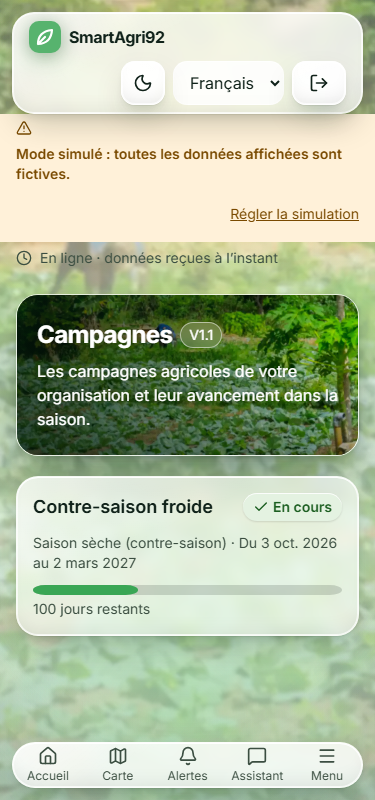 SmartAgri92
Français
Mode simulé : toutes les données affichées sont
fictives.
Régler la simulation
En ligne · données reçues à l’instant
Campagnes V1.1
Les campagnes agricoles de votre
organisation et leur avancement dans la
saison.
Contre-saison froide
En cours
Saison sèche (contre-saison) · Du 3 oct. 2026
au 2 mars 2027
100 jours restants
Accueil
Carte
Alertes
Assistant
Menu